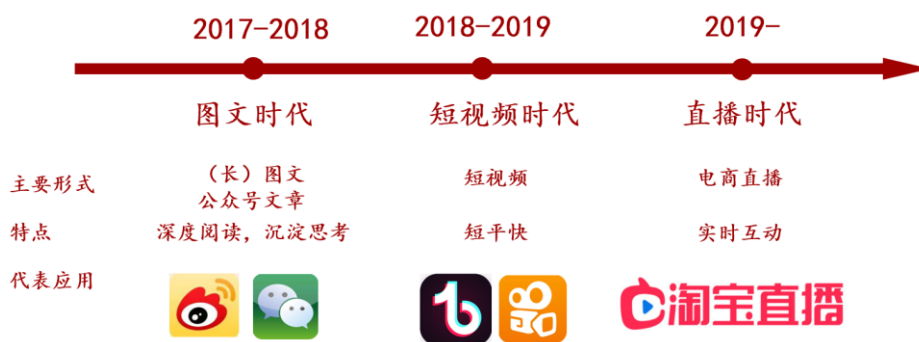 2017-2018
2018-2019
2019-
图文时代
短视频时代
直播时代
主要形式
（长）图文
公众号文章
短视频
电商直播
特点
深度阅读，沉淀思考
短平快
实时互动
代表应用
淘宝直播